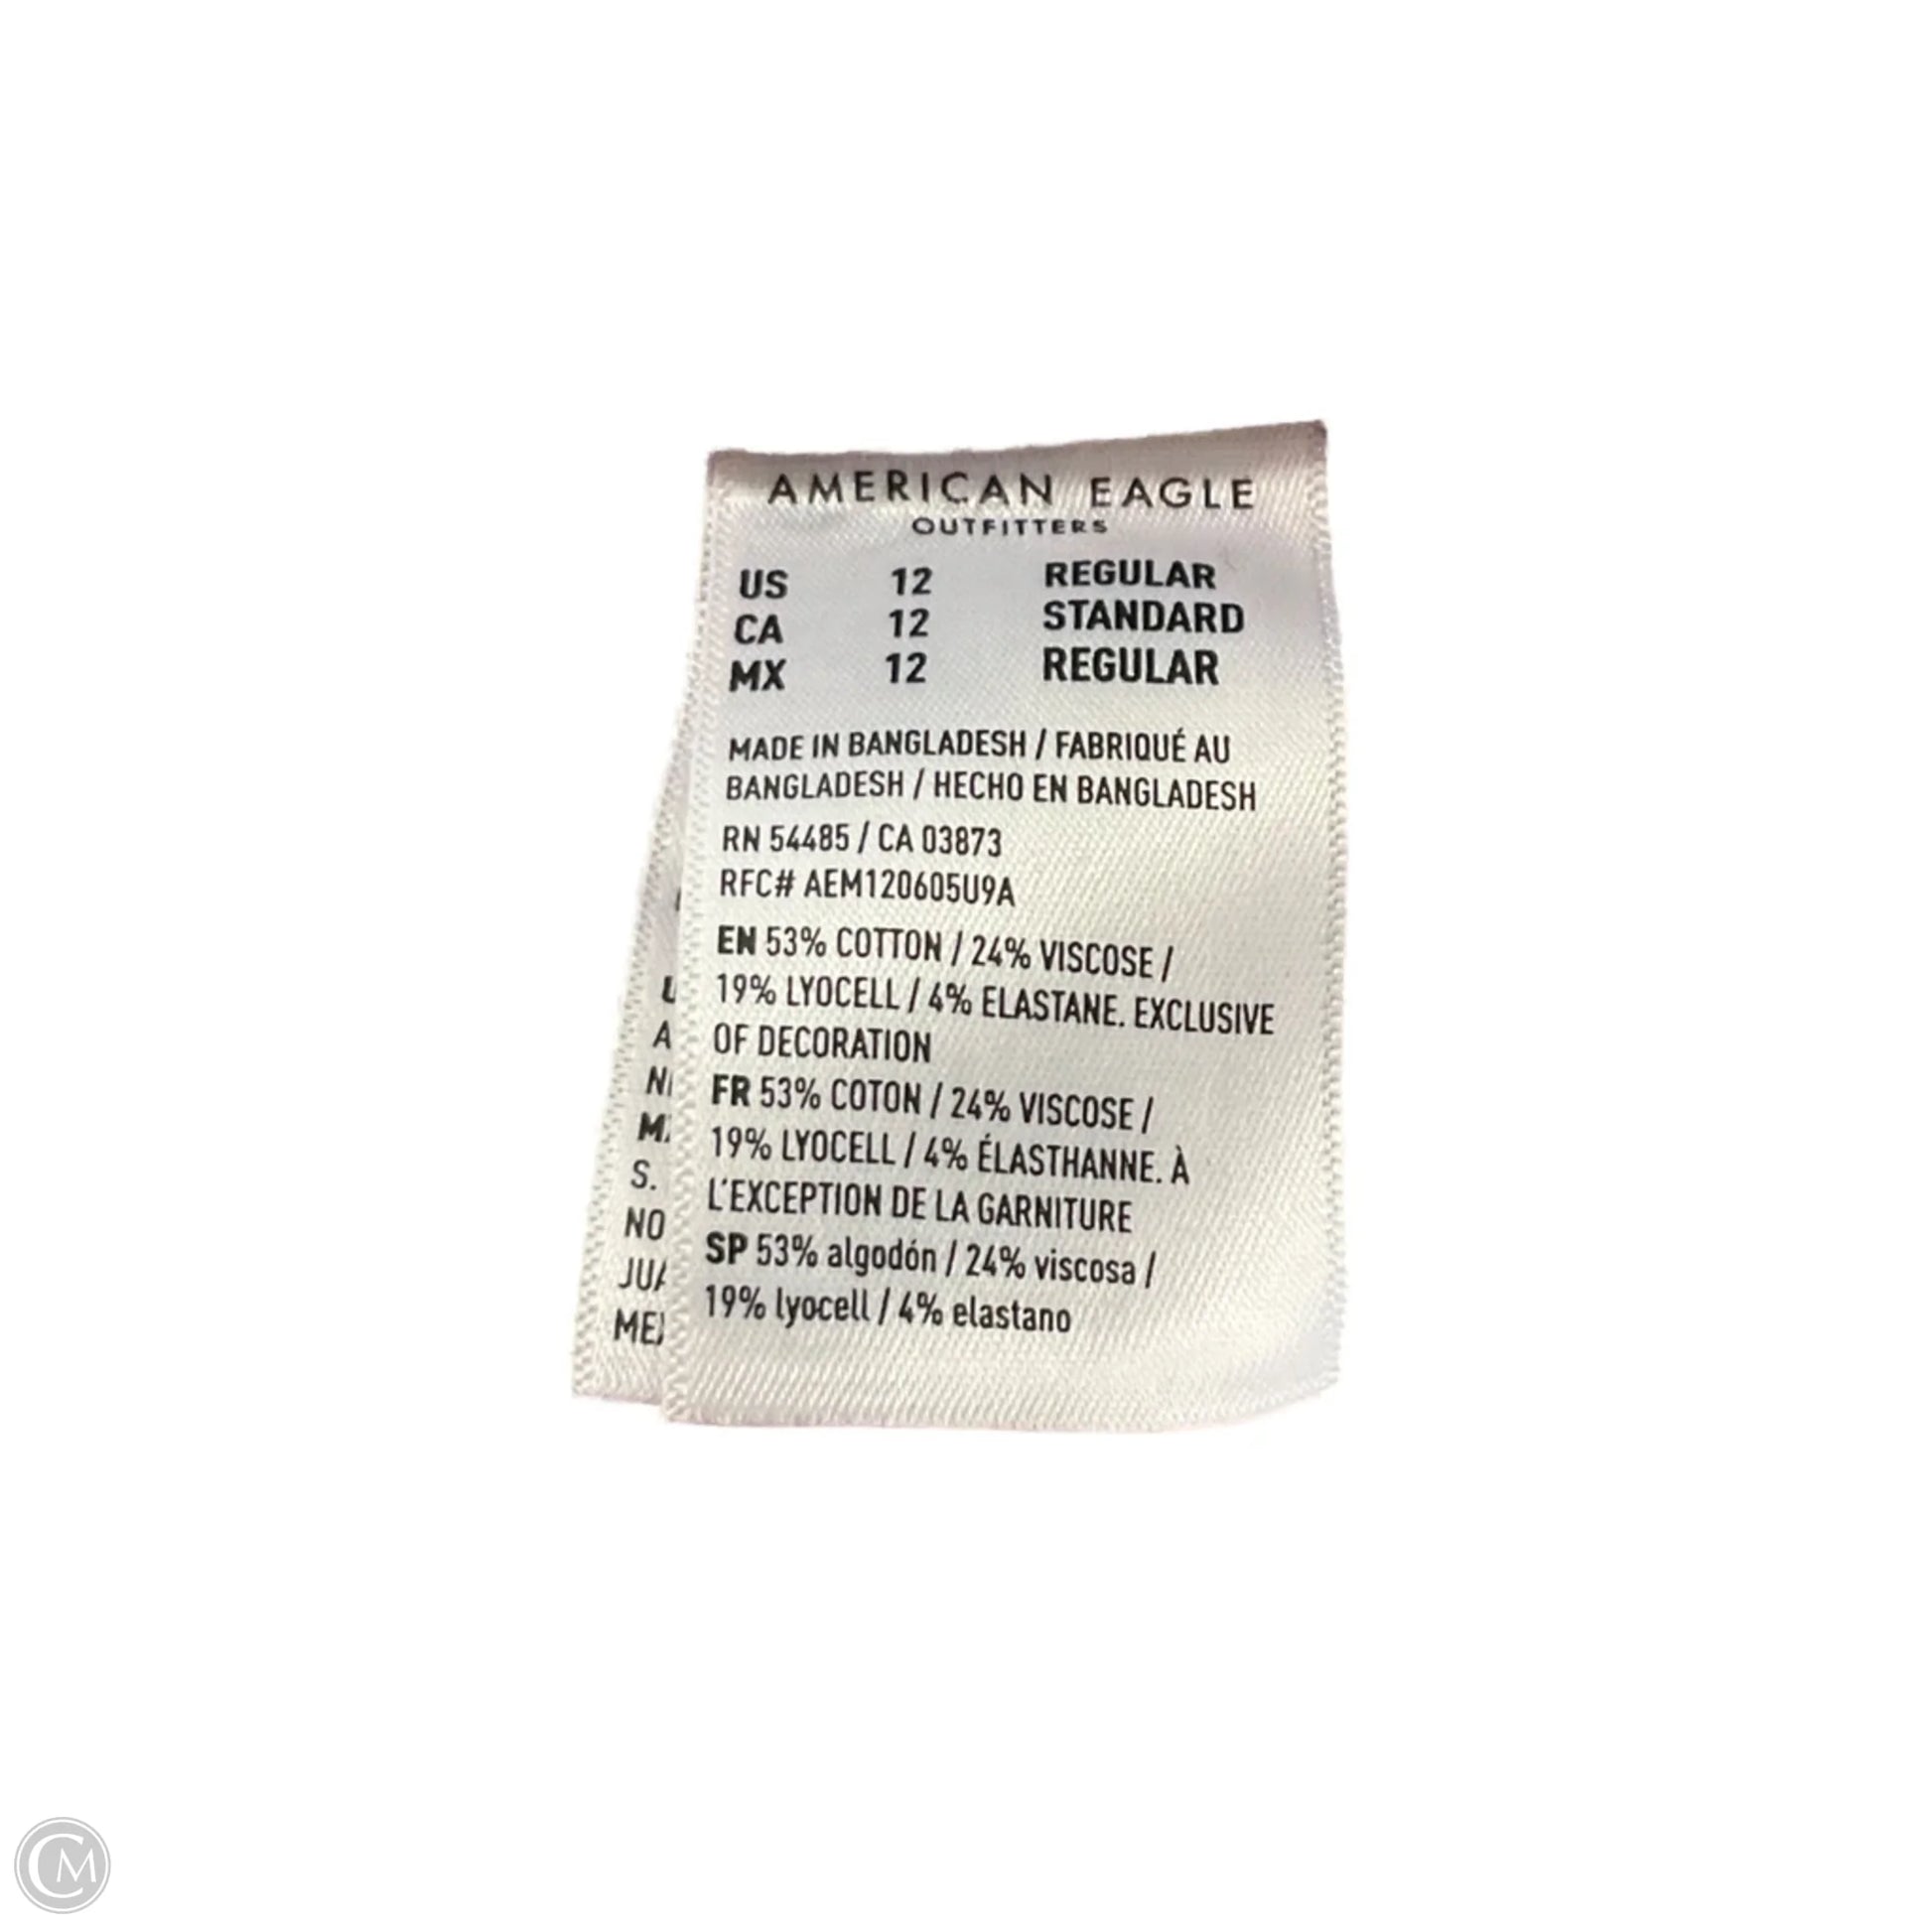 AMERICAN EAGLE
OUTFITTERS
US 12 REGULAR
CA 12 STANDARD
MX 12 REGULAR
MADE IN BANGLADESH / FABRIQUÉ AU
BANGLADESH / HECHO EN BANGLADESH
RN 54485 / CA 03873
RFC# AEM120605U9A
EN 53% COTTON / 24% VISCOSE /
19% LYOCELL / 4% ELASTANE. EXCLUSIVE
OF DECORATION
FR 53% COTON / 24% VISCOSE /
19% LYOCELL / 4% ÉLASTHANNE. À
L'EXCEPTION DE LA GARNITURE
SP 53% algodón / 24% viscosa /
19% lyocell / 4% elastano
S.
NO
CM